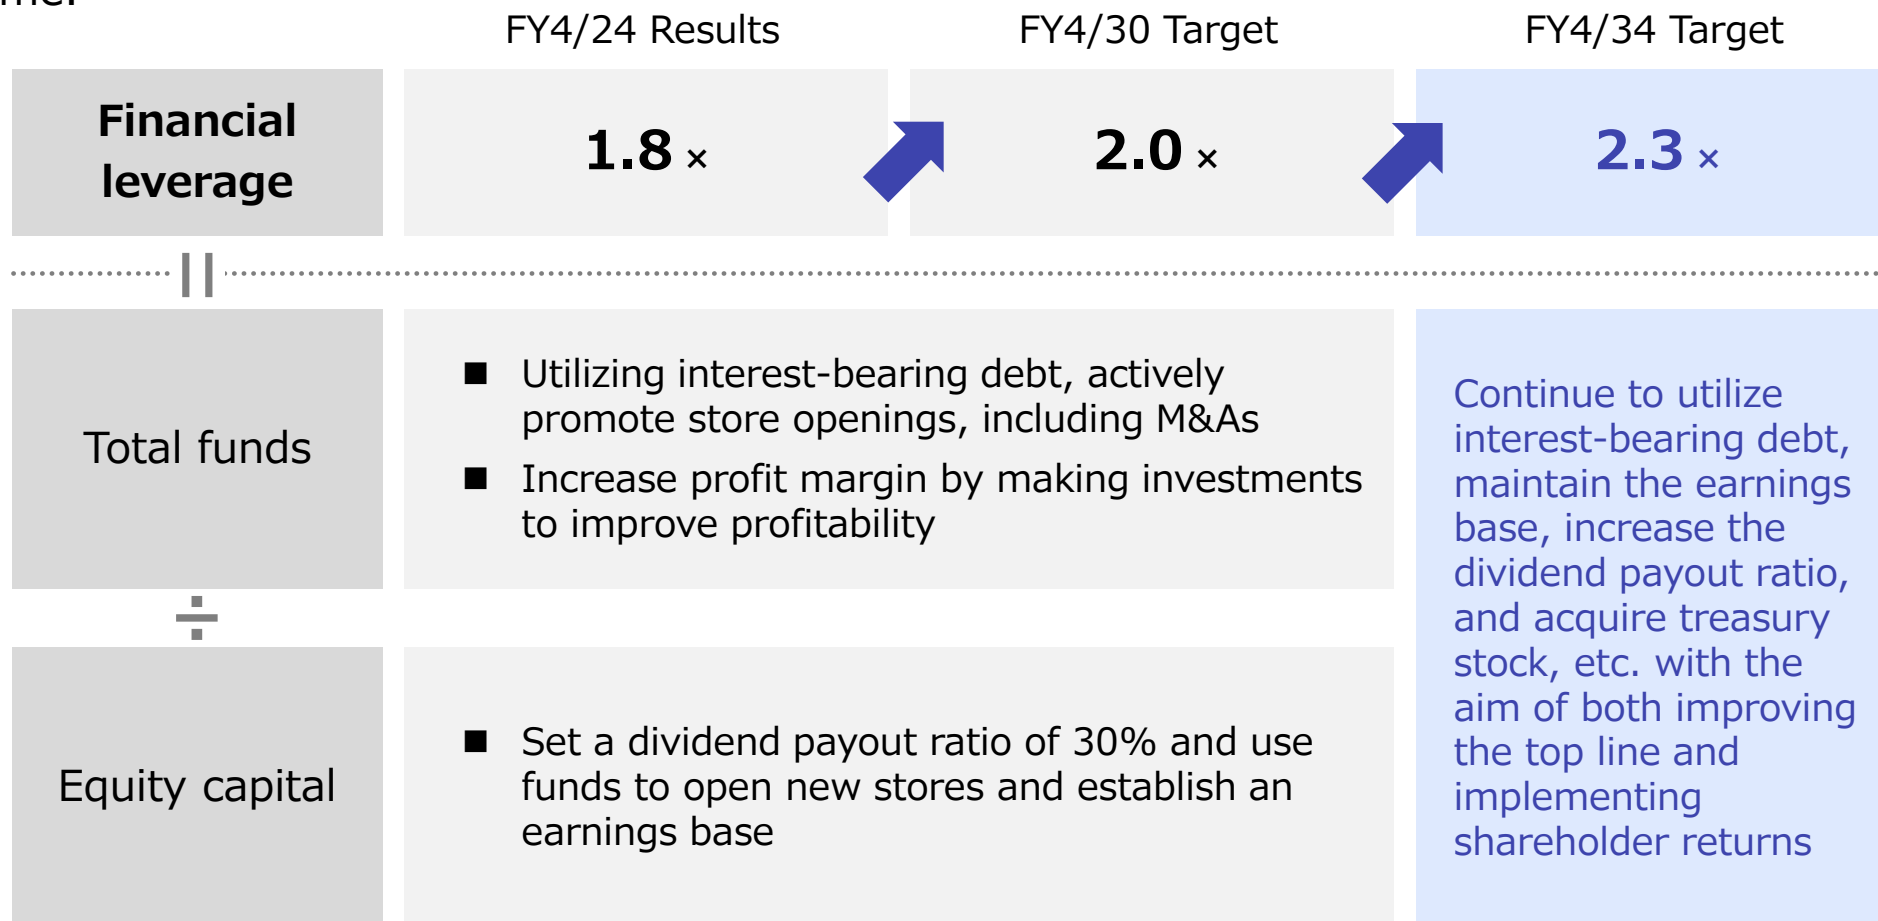 FY4/24 Results
FY4/30 Target
FY4/34 Target
Financial
leverage
1.8 ×
2.0 ×
2.3 ×
Total funds
■ Utilizing interest-bearing debt, actively
promote store openings, including M&As
■ Increase profit margin by making investments
to improve profitability
÷
Equity capital
■ Set a dividend payout ratio of 30% and use
funds to open new stores and establish an
earnings base
Continue to utilize
interest-bearing debt,
maintain the earnings
base, increase the
dividend payout ratio,
and acquire treasury
stock, etc. with the
aim of both improving
the top line and
implementing
shareholder returns